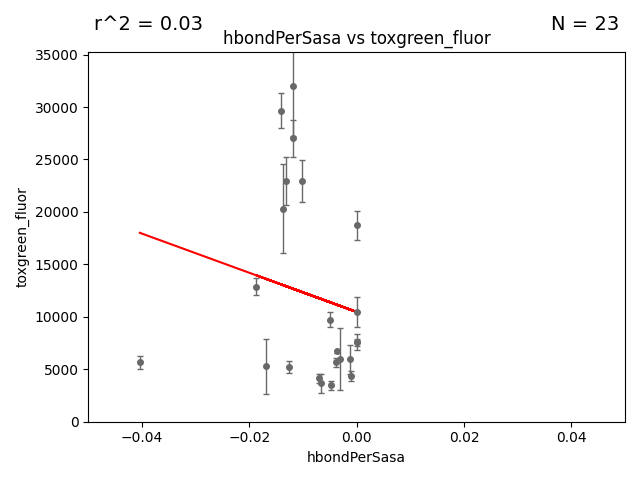 r^2 = 0.03
N = 23
hbondPerSasa vs toxgreen_fluor
35000
30000
25000
20000
15000
10000
5000
0
toxgreen_fluor
−0.04
−0.02
0.00
0.02
0.04
hbondPerSasa